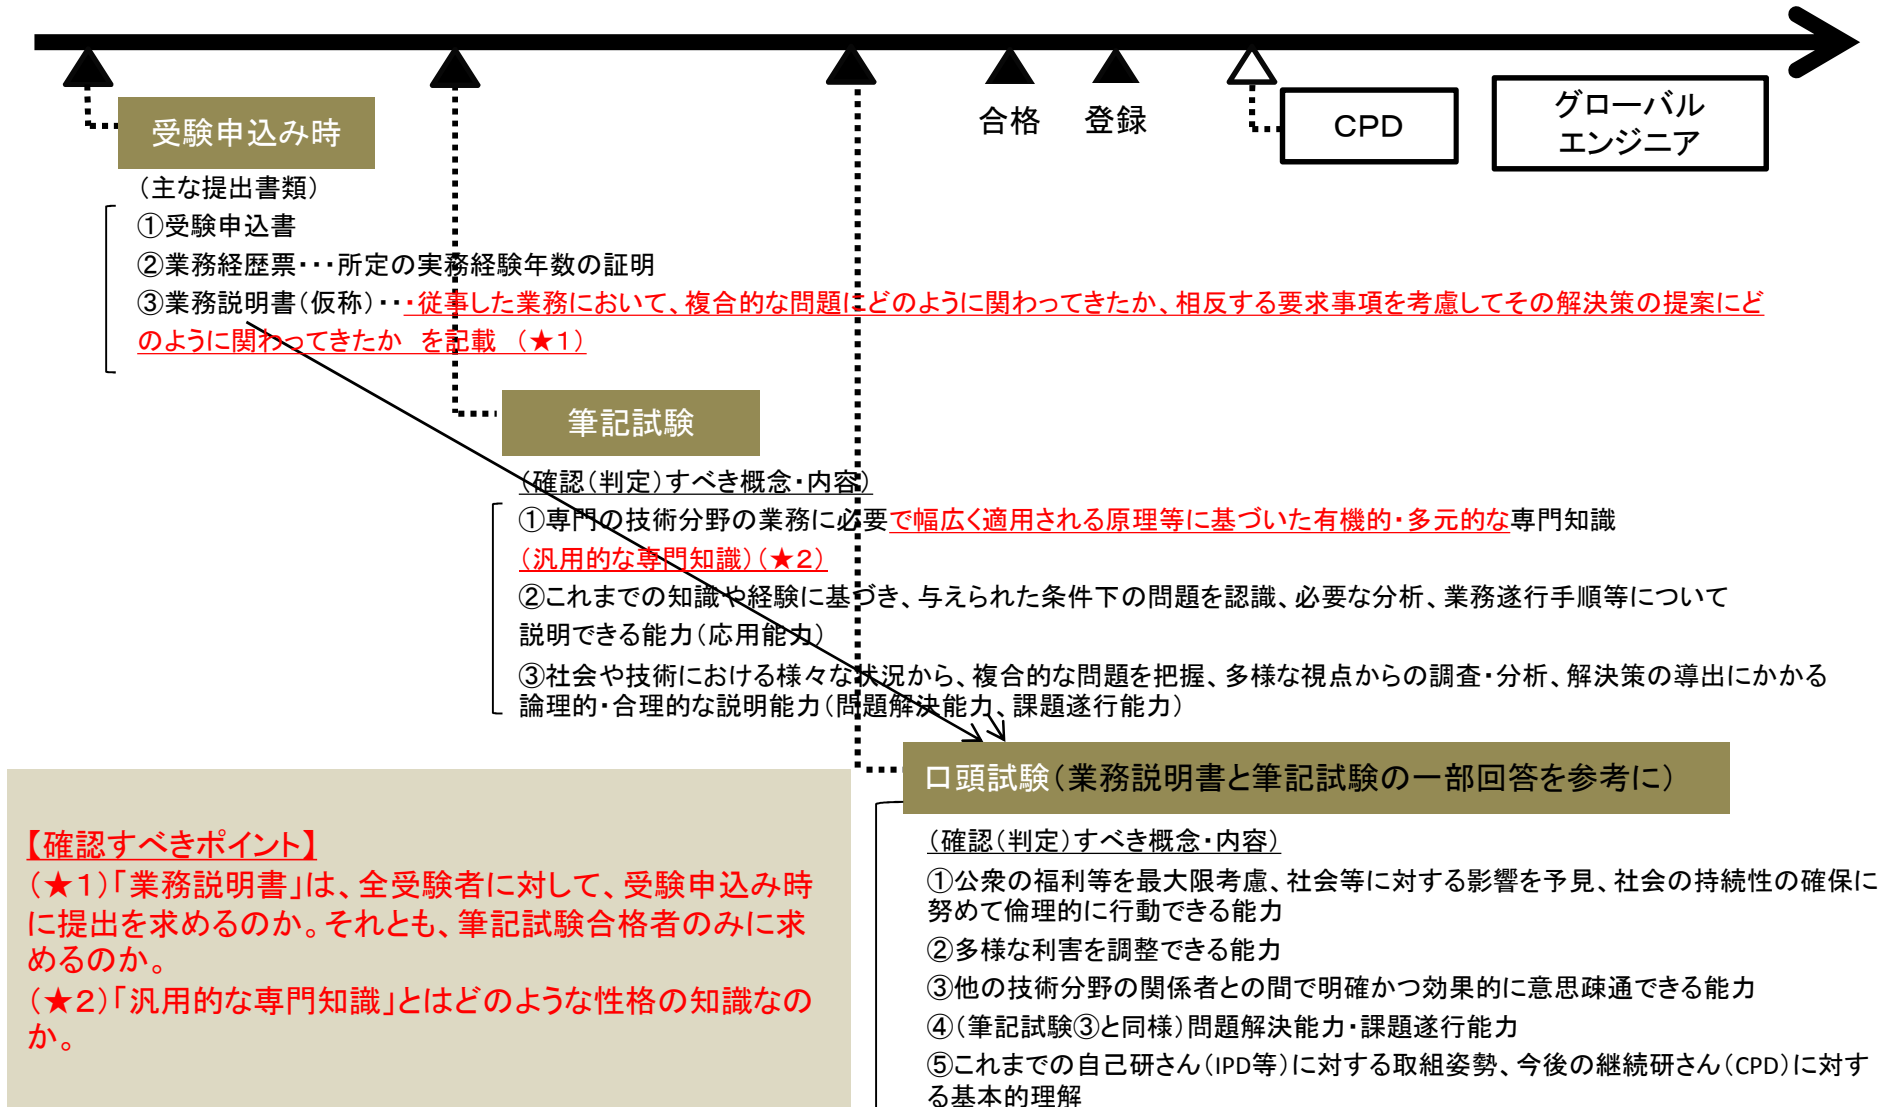 合格
登録
CPD
グローバル
エンジニア
受験申込み時
（主な提出書類）
①受験申込書
②業務経歴票・・・所定の実務経験年数の証明
③業務説明書（仮称）・・・従事した業務において、複合的な問題にどのように関わってきたか、相反する要求事項を考慮してその解決策の提案にど
のように関わってきたか　を記載　（★１）
筆記試験
（確認（判定）すべき概念・内容）
①専門の技術分野の業務に必要で幅広く適用される原理等に基づいた有機的・多元的な専門知識
（汎用的な専門知識）（★２）
②これまでの知識や経験に基づき、与えられた条件下の問題を認識、必要な分析、業務遂行手順等について
説明できる能力（応用能力）
③社会や技術における様々な状況から、複合的な問題を把握、多様な視点からの調査・分析、解決策の導出にかかる
論理的・合理的な説明能力（問題解決能力、課題遂行能力）
口頭試験（業務説明書と筆記試験の一部回答を参考に）
（確認（判定）すべき概念・内容）
①公衆の福利等を最大限考慮、社会等に対する影響を予見、社会の持続性の確保に
努めて倫理的に行動できる能力
②多様な利害を調整できる能力
③他の技術分野の関係者との間で明確かつ効果的に意思疎通できる能力
④（筆記試験③と同様）問題解決能力・課題遂行能力
⑤これまでの自己研さん（IPD等）に対する取組姿勢、今後の継続研さん（CPD）に対す
る基本的理解
【確認すべきポイント】
（★１）「業務説明書」は、全受験者に対して、受験申込み時
に提出を求めるのか。それとも、筆記試験合格者のみに求
めるのか。
（★２）「汎用的な専門知識」とはどのような性格の知識なの
か。